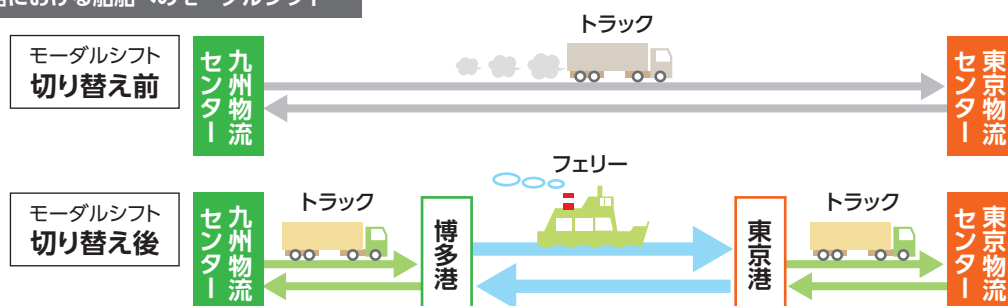 における船舶へのモーダルシフト
トラック
モーダルシフト
切り替え前
九州物流
センター
東京物流
センター
フェリー
モーダルシフト
切り替え後
九州物流
センター
トラック
博多港
東京港
トラック
東京物流
センター